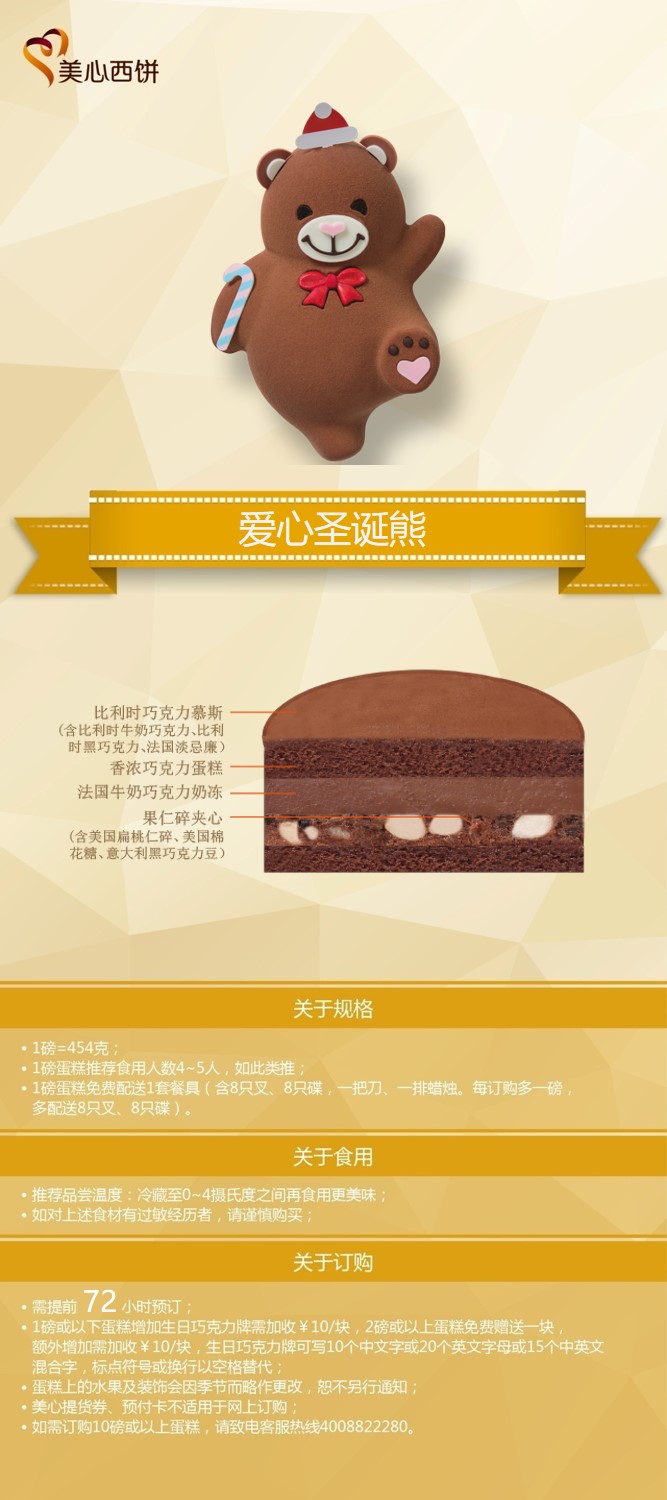 美心西饼
爱心圣诞熊
比利时巧克力慕斯
（含比利时牛奶巧克力、比利
时黑巧克力、法国淡忌廉）
香浓巧克力蛋糕
法国牛奶巧克力奶冻
果仁碎夹心
（含美国扁桃仁碎、美国棉
花糖、意大利黑巧克力豆）
关于规格
• 1磅=454克；
• 1磅蛋糕推荐食用人数4~5人，如此类推；
• 1磅蛋糕免费配送1套餐具（含8只叉、8只碟，一把刀、一排蜡烛。每订购多一磅，
多配送8只叉、8只碟）。
关于食用
• 推荐品尝温度：冷藏至0~4摄氏度之间再食用更美味；
• 如对上述食材有过敏经历者，请谨慎购买；
关于订购
• 需提前 72 小时预订；
• 1磅或以下蛋糕增加生日巧克力牌需加收￥10/块，2磅或以上蛋糕免费赠送一块，
额外增加需加收￥10/块，生日巧克力牌可写10个中文字或20个英文字母或15个中英文
混合字，标点符号或换行以空格替代；
• 蛋糕上的水果及装饰会因季节而略作更改，恕不另行通知；
• 美心提货券、预付卡不适用于网上订购；
• 如需订购10磅或以上蛋糕，请致电客服热线4008822280。